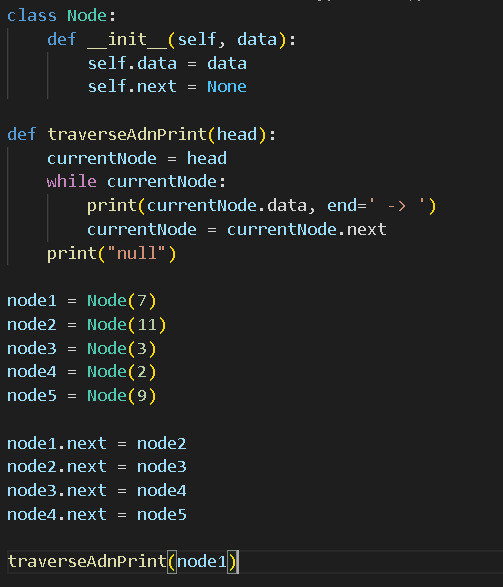 class Node:
    def __init__(self, data):
        self.data = data
        self.next = None

def traverseAdnPrint(head):
    currentNode = head
    while currentNode:
        print(currentNode.data, end=' -> ')
        currentNode = currentNode.next
    print("null")

node1 = Node(7)
node2 = Node(11)
node3 = Node(3)
node4 = Node(2)
node5 = Node(9)

node1.next = node2
node2.next = node3
node3.next = node4
node4.next = node5

traverseAdnPrint(node1)